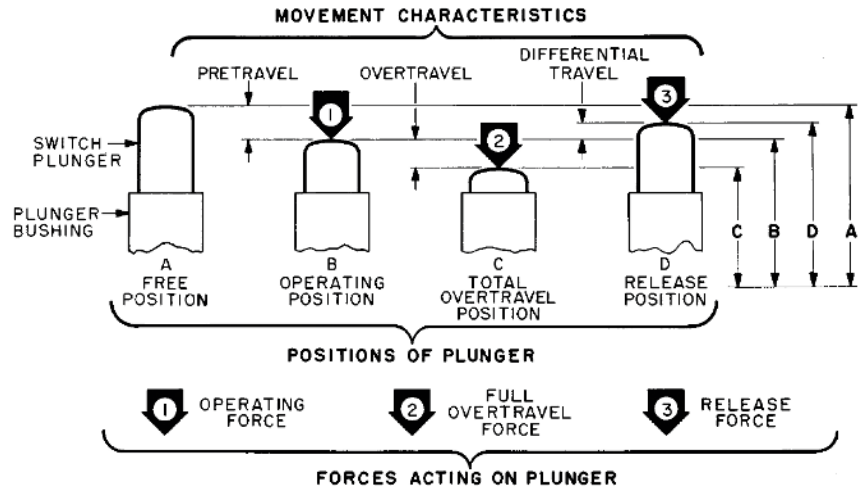 MOVEMENT CHARACTERISTICS
PRETRAVEL
OVERTRAVEL
DIFFERENTIAL
TRAVEL
1
2
3
SWITCH
PLUNGER
PLUNGER
BUSHING
A
FREE
POSITION
B
OPERATING
POSITION
C
TOTAL
OVERTRAVEL
POSITION
D
RELEASE
POSITION
C
B
D
A
POSITIONS OF PLUNGER
1 OPERATING
FORCE
2 FULL
OVERTRAVEL
FORCE
3 RELEASE
FORCE
FORCES ACTING ON PLUNGER